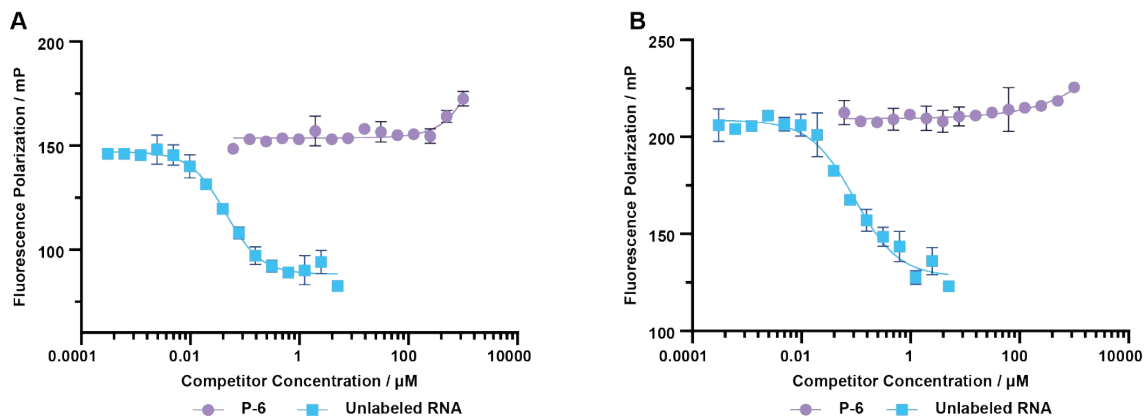 A
Fluorescence Polarization / mP
200
150
100
0.0001
0.01
1
100
10000
Competitor Concentration / µM
P-6
Unlabeled RNA
B
Fluorescence Polarization / mP
250
200
150
100
0.0001
0.01
1
100
10000
Competitor Concentration / µM
P-6
Unlabeled RNA